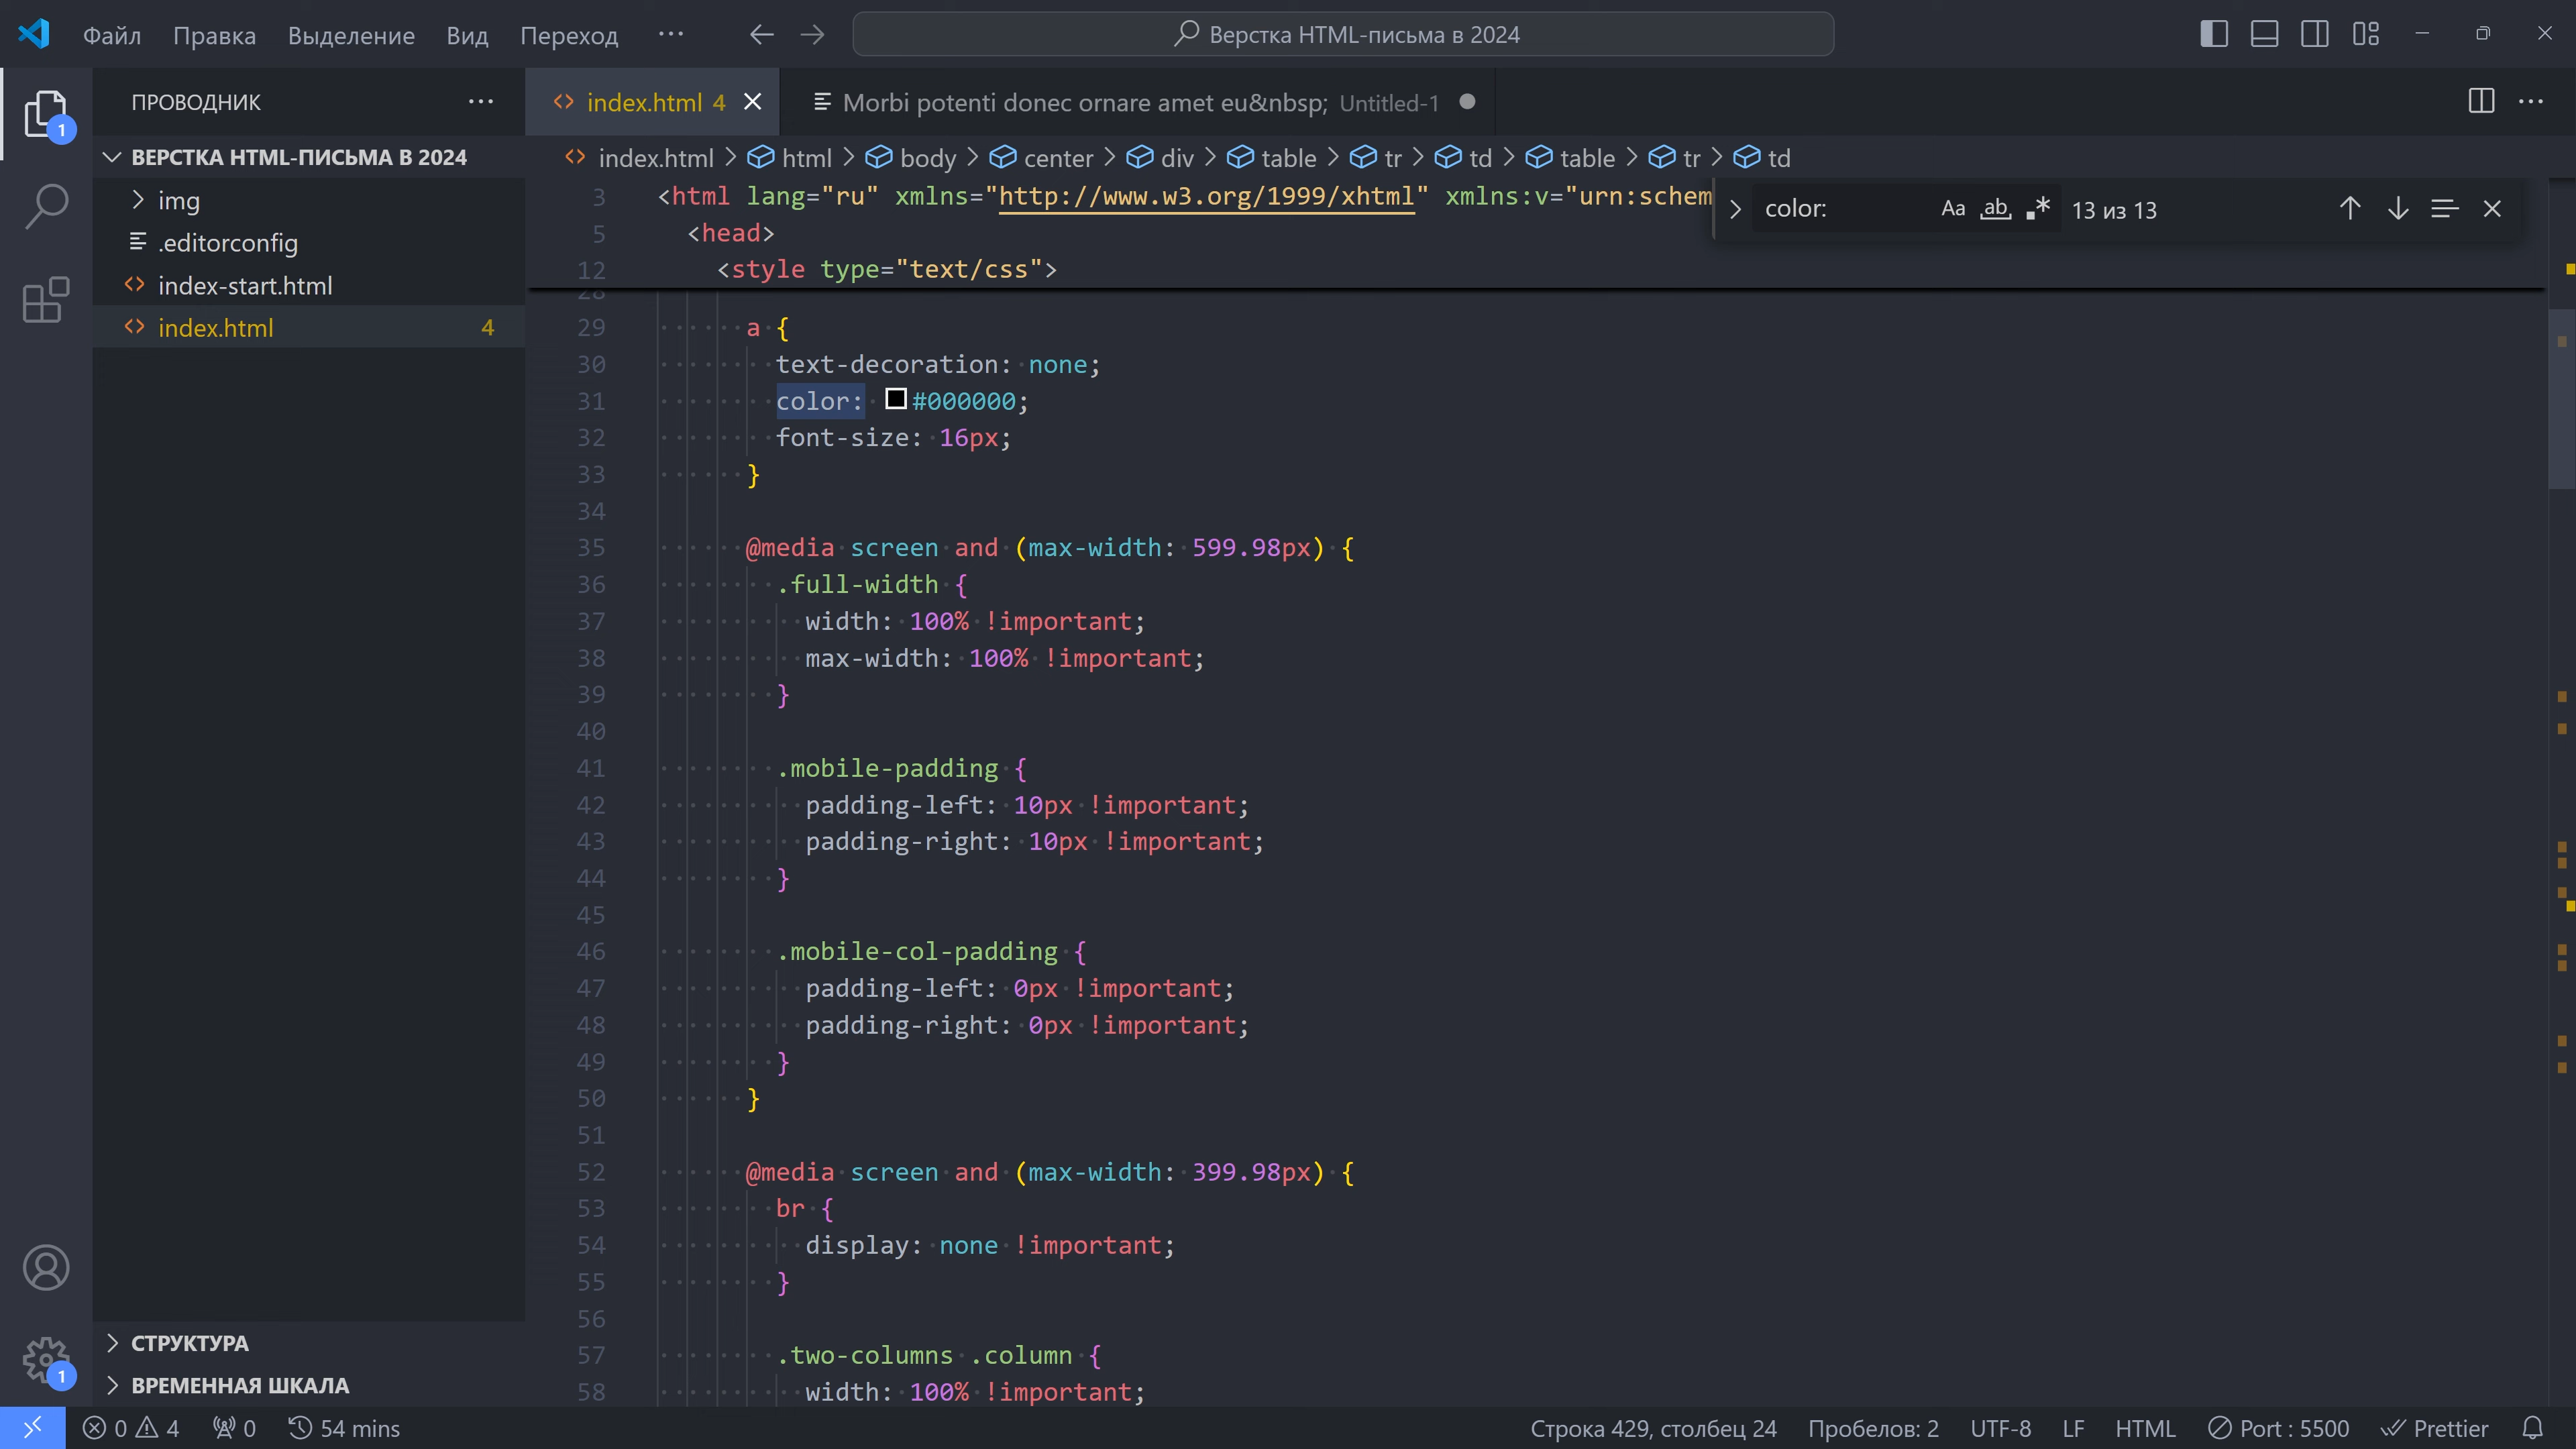 Файл Правка Выделение Вид Переход ··· Верстка HTML-письма в 2024
ПРОВОДНИК ···
ВЕРСТКА HTML-ПИСЬМА В 2024
img
.editorconfig
index-start.html
index.html 4
СТРУКТУРА
ВРЕМЕННАЯ ШКАЛА
1
1
index.html 4 Morbi potenti donec ornare amet eu&nbsp; Untitled-1
index.html > html > body > center > div > table > tr > td > table > tr > td
color: Aa ab 13 из 13
3 <html lang="ru" xmlns="http://www.w3.org/1999/xhtml" xmlns:v="urn:schem
5 <head>
12 <style type="text/css">
28
29 a {
30 text-decoration: none;
31 color: #000000;
32 font-size: 16px;
33 }
34
35 @media screen and (max-width: 599.98px) {
36 .full-width {
37 width: 100% !important;
38 max-width: 100% !important;
39 }
40
41 .mobile-padding {
42 padding-left: 10px !important;
43 padding-right: 10px !important;
44 }
45
46 .mobile-col-padding {
47 padding-left: 0px !important;
48 padding-right: 0px !important;
49 }
50 }
51
52 @media screen and (max-width: 399.98px) {
53 br {
54 display: none !important;
55 }
56
57 .two-columns .column {
58 width: 100% !important;
0 4 0 54 mins Строка 429, столбец 24 Пробелов: 2 UTF-8 LF HTML Port : 5500 Prettier